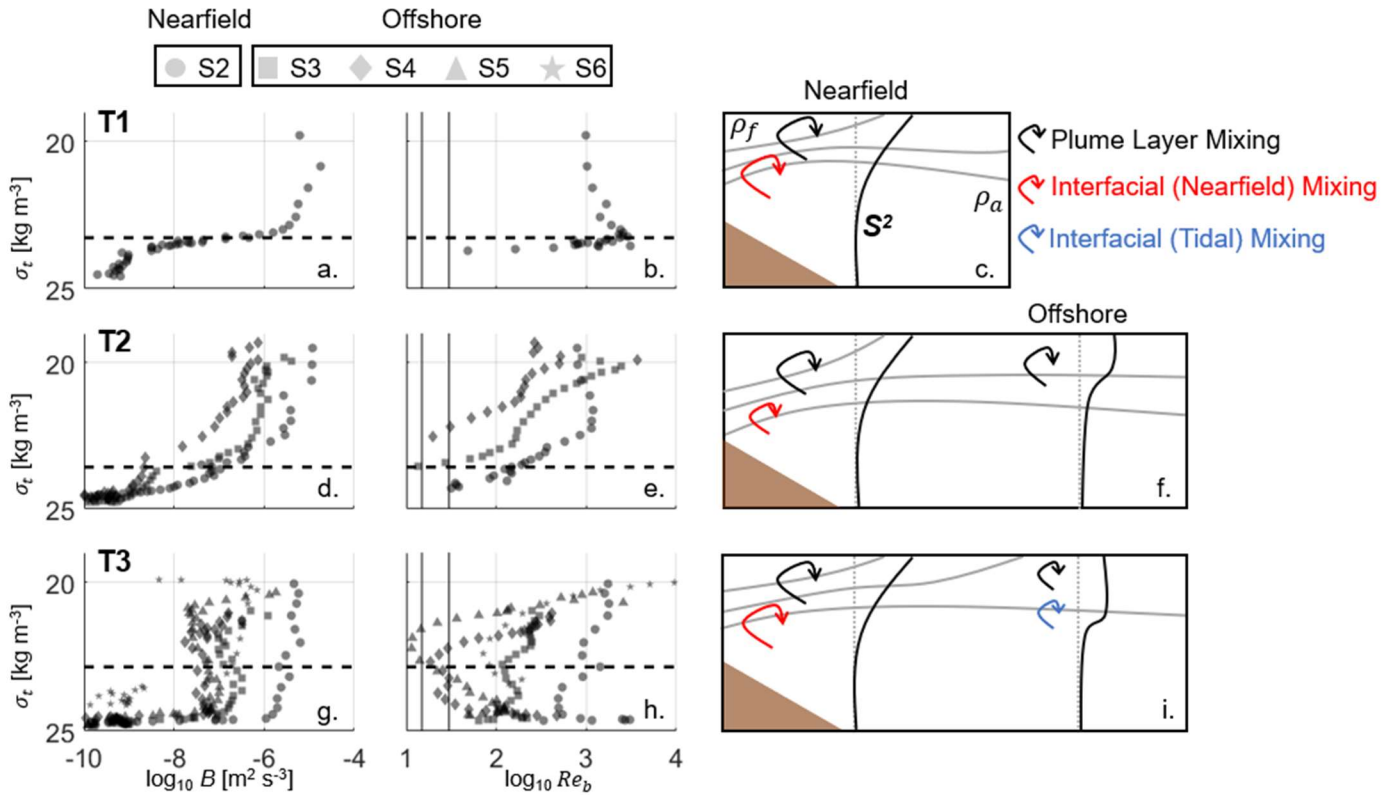 Nearfield Offshore
S2 S3 S4 S5 S6
Nearfield
T1
20
25
σt [kg m-3]
a.
b.
ρf
ρa
S²
c.
Plume Layer Mixing
Interfacial (Nearfield) Mixing
Interfacial (Tidal) Mixing
Offshore
T2
20
25
σt [kg m-3]
d.
e.
f.
T3
20
25
σt [kg m-3]
g.
h.
i.
-10 -8 -6 -4
1 2 3 4
log10 B [m2 s-3]
log10 Reb